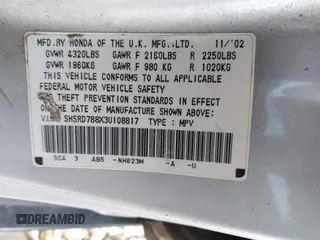 MFD.BY HONDA OF THE U.K. MFG.,LTD. 11/'02
GVWR 4320LBS GAWR F 2160LBS R 2250LBS
GVWR 1960KG GAWR F 980 KG R 1020KG
THIS VEHICLE CONFORMS TO ALL APPLICABLE
FEDERAL MOTOR VEHICLE SAFETY
THEFT PREVENTION STANDARDS IN EFFECT
ON THE DATE OF MANUFACTURE SHOWN ABOVE.
V.I.N: SHSRD788X3U108817 TYPE: MPV
SCA 3 AB5 -NH623M -A -U
DREAMBID